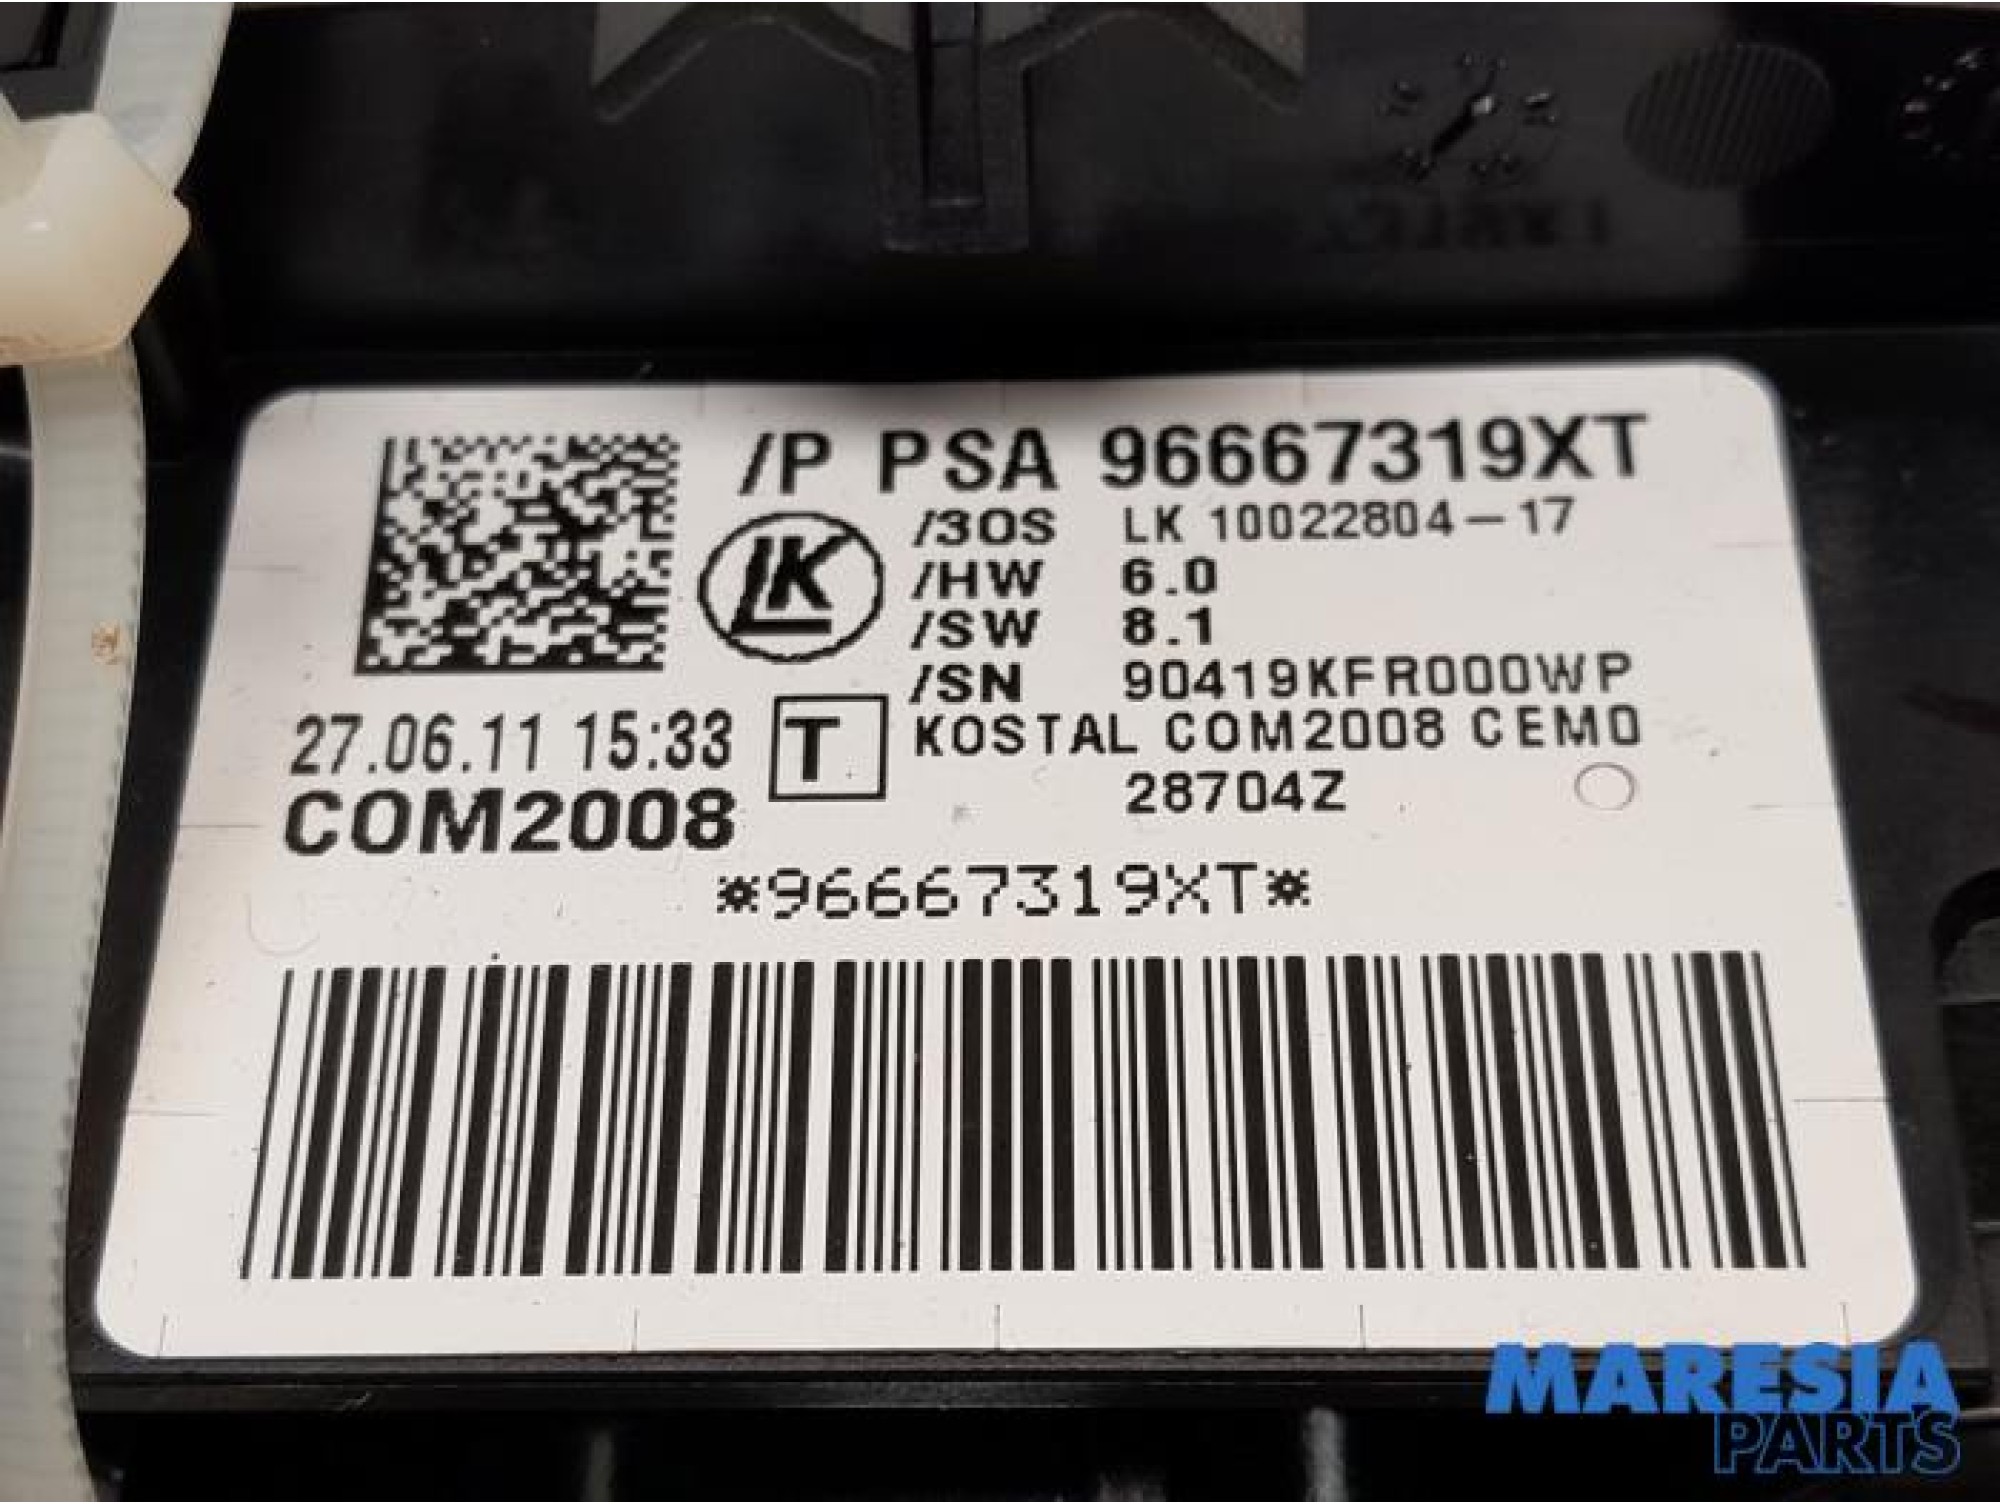 /P PSA 96667319XT
/30S LK 10022804-17
LK
/HW 6.0
/SW 8.1
/SN 90419KFR000WP
27.06.11 15:33 T KOSTAL COM2008 CEM0
COM2008 28704Z
*96667319XT*
MARESIA
PARTS